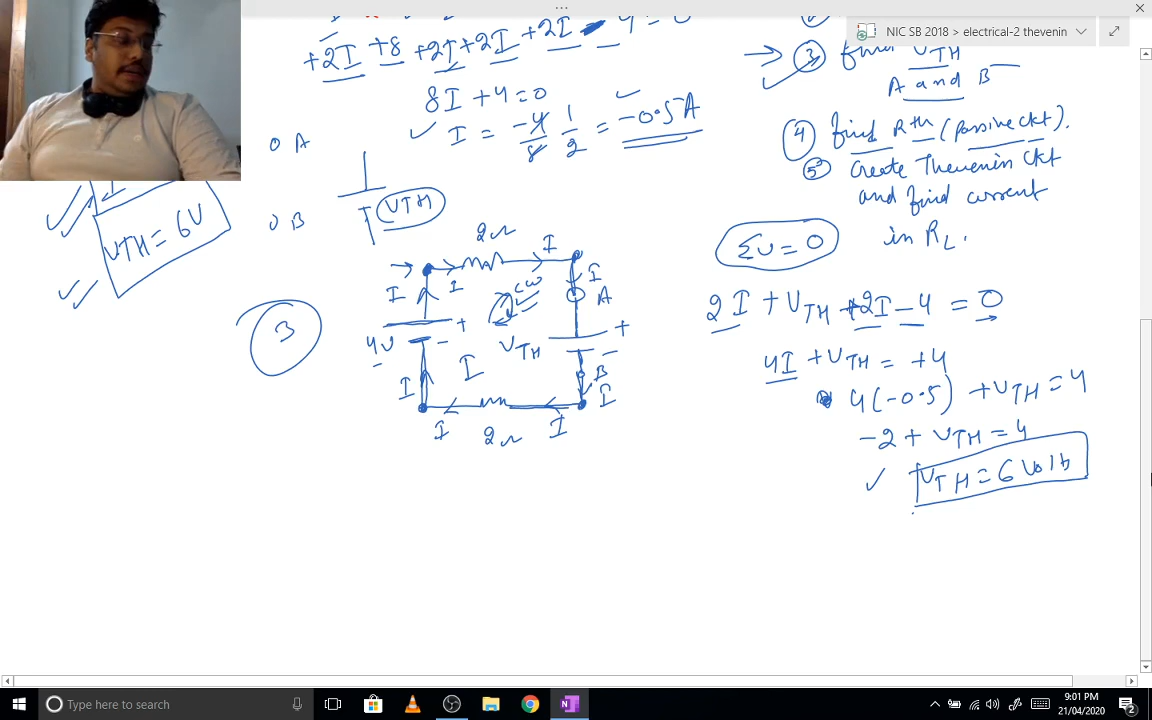 NIC SB 2018 > electrical-2 thevenin
+2I +8 +2I +2I +2I - 4 = 0
8I + 4 = 0
I = -4/8 1/2 = -0.5A
A
B
VTH
VTH = 6V
③ find VTH
A and B
④ find Rth (passive ckt).
⑤ Create Thevenin ckt
and find current
in RL.
ΣV = 0
3
2Ω
I
I
I
I
CW
A
4V
+
-
VTH
+
-
I
I
B
I
I
2Ω
I
2I + VTH +2I - 4 = 0
4I + VTH = +4
4(-0.5) + VTH = 4
-2 + VTH = 4
VTH = 6 Volts
Type here to search
9:01 PM
21/04/2020
2